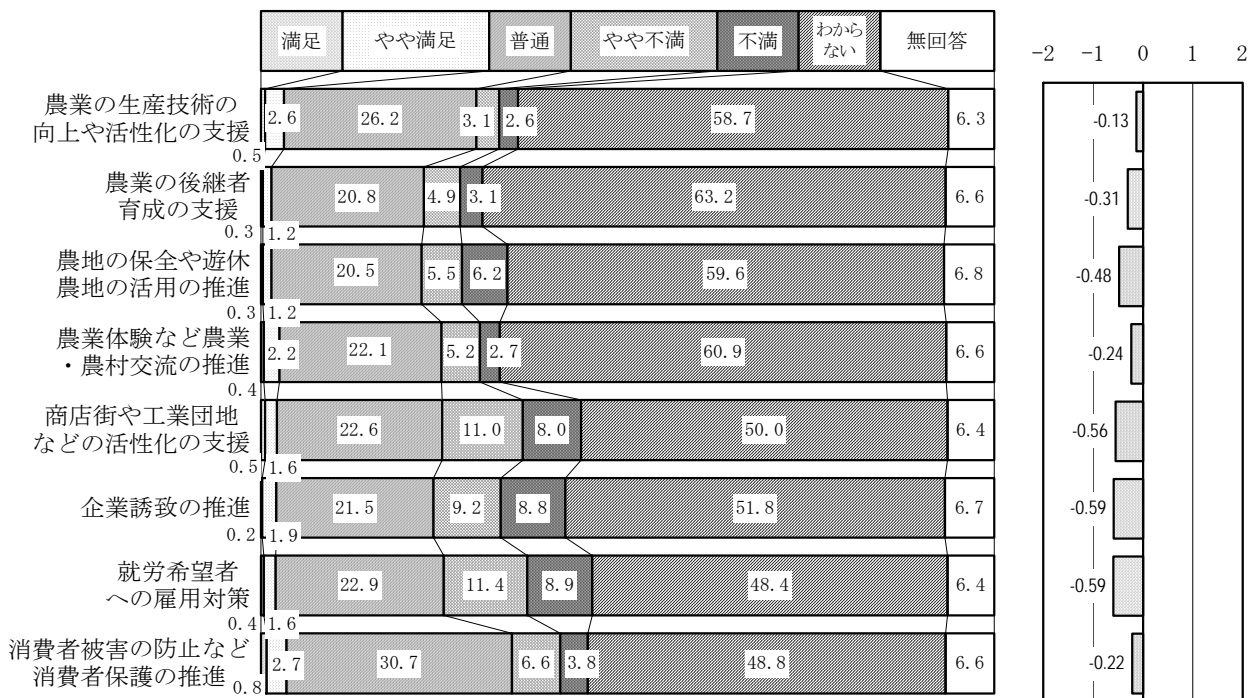 満足 やや満足 普通 やや不満 不満 わから 無回答
ない
-2 -1 0 1 2
農業の生産技術の
向上や活性化の支援
2.6 26.2 3.1 2.6 58.7 6.3 -0.13
0.5
農業の後継者
育成の支援
20.8 4.9 3.1 63.2 6.6 -0.31
0.3 1.2
農地の保全や遊休
農地の活用の推進
20.5 5.5 6.2 59.6 6.8 -0.48
0.3 1.2
農業体験など農業
・農村交流の推進
2.2 22.1 5.2 2.7 60.9 6.6 -0.24
0.4
商店街や工業団地
などの活性化の支援
22.6 11.0 8.0 50.0 6.4 -0.56
0.5 1.6
企業誘致の推進
21.5 9.2 8.8 51.8 6.7 -0.59
0.2 1.9
就労希望者
への雇用対策
22.9 11.4 8.9 48.4 6.4 -0.59
0.4 1.6
消費者被害の防止など
消費者保護の推進
2.7 30.7 6.6 3.8 48.8 6.6 -0.22
0.8